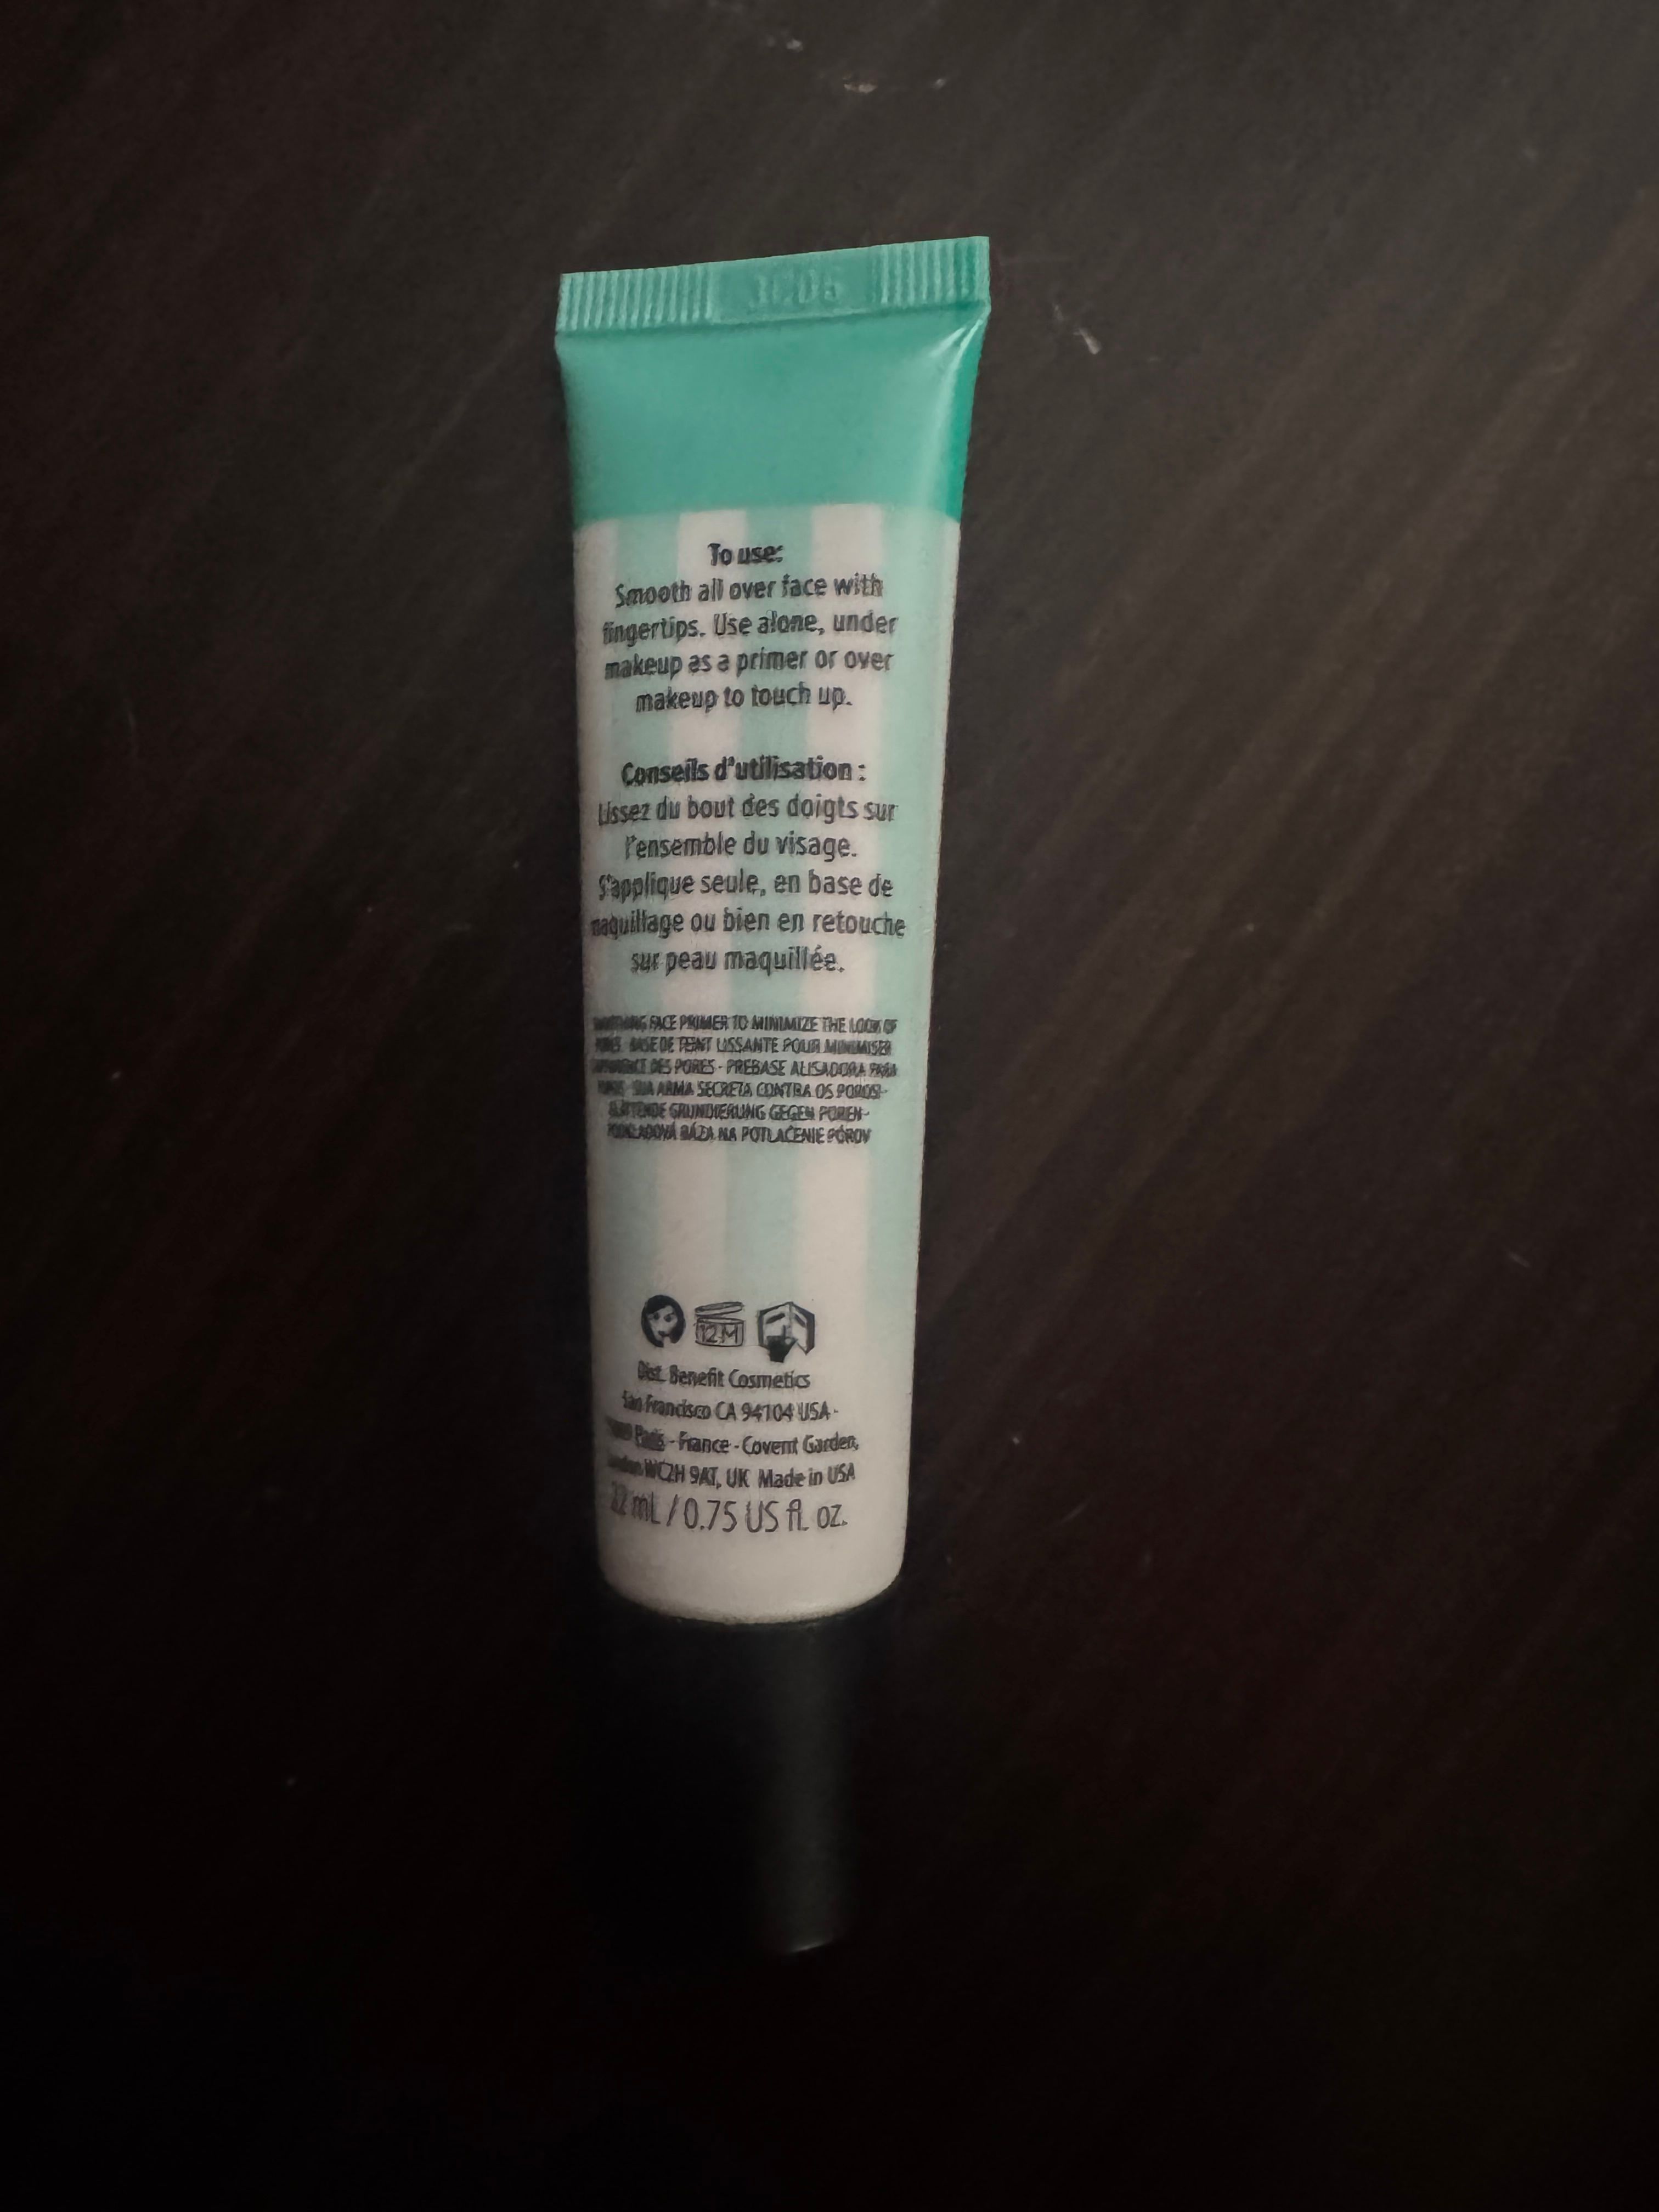 To use:
Smooth all over face with
fingertips. Use alone, under
makeup as a primer or over
makeup to touch up.
Conseils d'utilisation :
Lissez du bout des doigts sur
l'ensemble du visage.
S'applique seule, en base de
maquillage ou bien en retouche
sur peau maquillée.
FACE PRIMER TO MINIMIZE THE LOOK OF
BASE DE TEINT LISSANTE POUR MINIMISER
DES PORES - PREBASE ALISADORA PARA
SUA ARMA SECRETA CONTRA OS POROS! -
GLÄTTENDE GRUNDIERUNG GEGEN POREN -
PODKLADOVÁ BÁZA NA POTLAČENIE PÓROV
12M
Dist. Benefit Cosmetics
San Francisco CA 94104 USA -
Paris - France - Covent Garden,
London WC2H 9AT, UK Made in USA
22 mL / 0.75 US fl. oz.